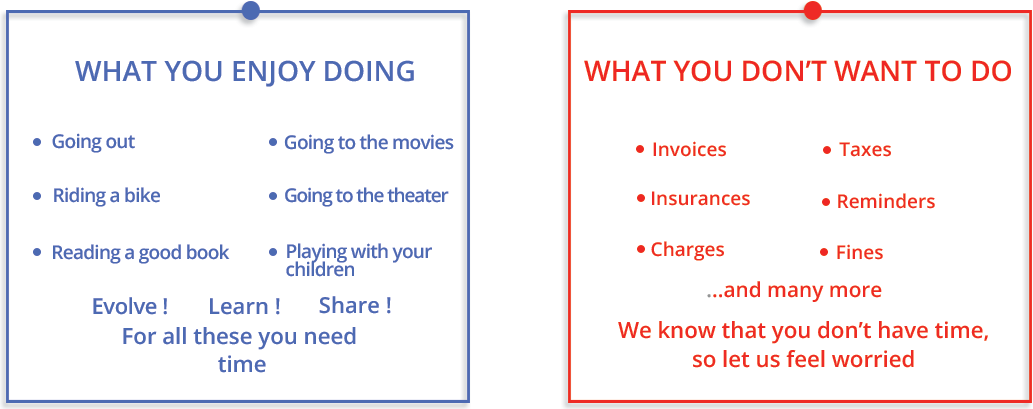 WHAT YOU ENJOY DOING
• Going out
• Going to the movies
• Riding a bike
• Going to the theater
• Reading a good book
• Playing with your
children
Evolve ! Learn ! Share !
For all these you need
time
WHAT YOU DON’T WANT TO DO
• Invoices
• Taxes
• Insurances
• Reminders
• Charges
• Fines
...and many more
We know that you don’t have time,
so let us feel worried